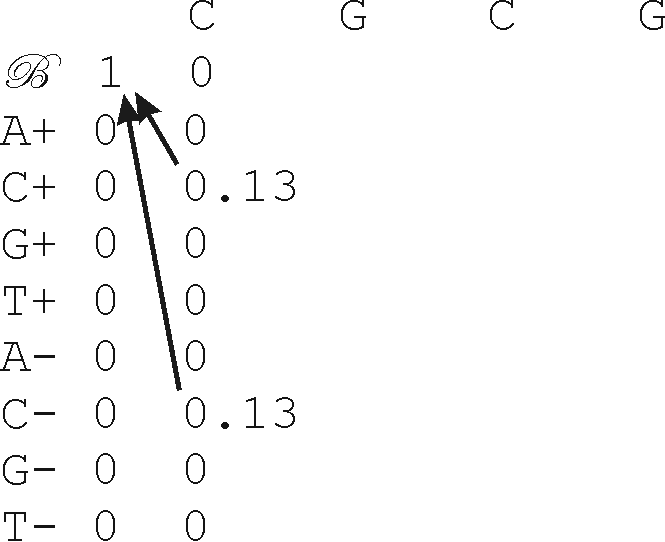 C G C G
ℬ 1 0
A+ 0 0
C+ 0 0.13
G+ 0 0
T+ 0 0
A- 0 0
C- 0 0.13
G- 0 0
T- 0 0